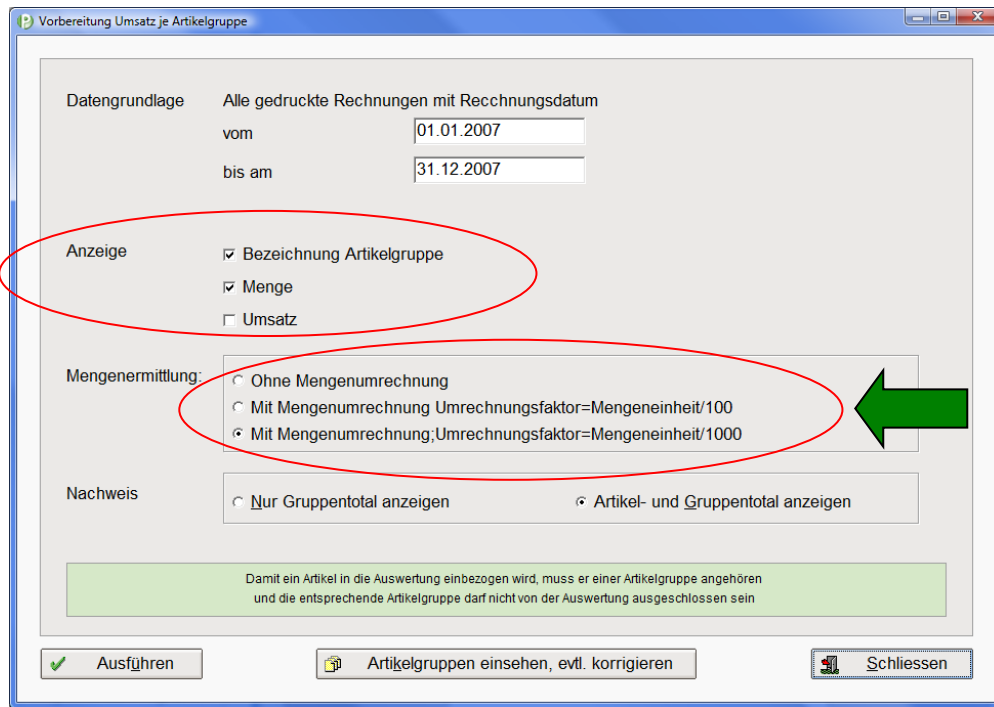 Vorbereitung Umsatz je Artikelgruppe
Datengrundlage Alle gedruckte Rechnungen mit Recchnungsdatum
vom 01.01.2007
bis am 31.12.2007
Anzeige Bezeichnung Artikelgruppe
Menge
Umsatz
Mengenermittlung: Ohne Mengenumrechnung
Mit Mengenumrechnung Umrechnungsfaktor=Mengeneinheit/100
Mit Mengenumrechnung;Umrechnungsfaktor=Mengeneinheit/1000
Nachweis Nur Gruppentotal anzeigen Artikel- und Gruppentotal anzeigen
Damit ein Artikel in die Auswertung einbezogen wird, muss er einer Artikelgruppe angehören
und die entsprechende Artikelgruppe darf nicht von der Auswertung ausgeschlossen sein
Ausführen Artikelgruppen einsehen, evtl. korrigieren Schliessen